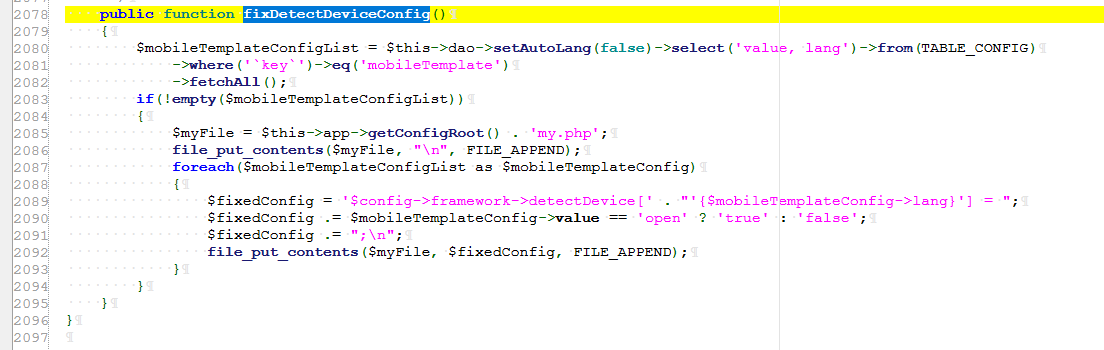 2078 public function fixDetectDeviceConfig()
2079 {
2080 $mobileTemplateConfigList = $this->dao->setAutoLang(false)->select('value, lang')->from(TABLE_CONFIG)
2081 ->where('`key`')->eq('mobileTemplate')
2082 ->fetchAll();
2083 if(!empty($mobileTemplateConfigList))
2084 {
2085 $myFile = $this->app->getConfigRoot() . 'my.php';
2086 file_put_contents($myFile, "\n", FILE_APPEND);
2087 foreach($mobileTemplateConfigList as $mobileTemplateConfig)
2088 {
2089 $fixedConfig = '$config->framework->detectDevice[' . "'{$mobileTemplateConfig->lang}'] = ";
2090 $fixedConfig .= $mobileTemplateConfig->value == 'open' ? 'true' : 'false';
2091 $fixedConfig .= ";\n";
2092 file_put_contents($myFile, $fixedConfig, FILE_APPEND);
2093 }
2094 }
2095 }
2096 }
2097